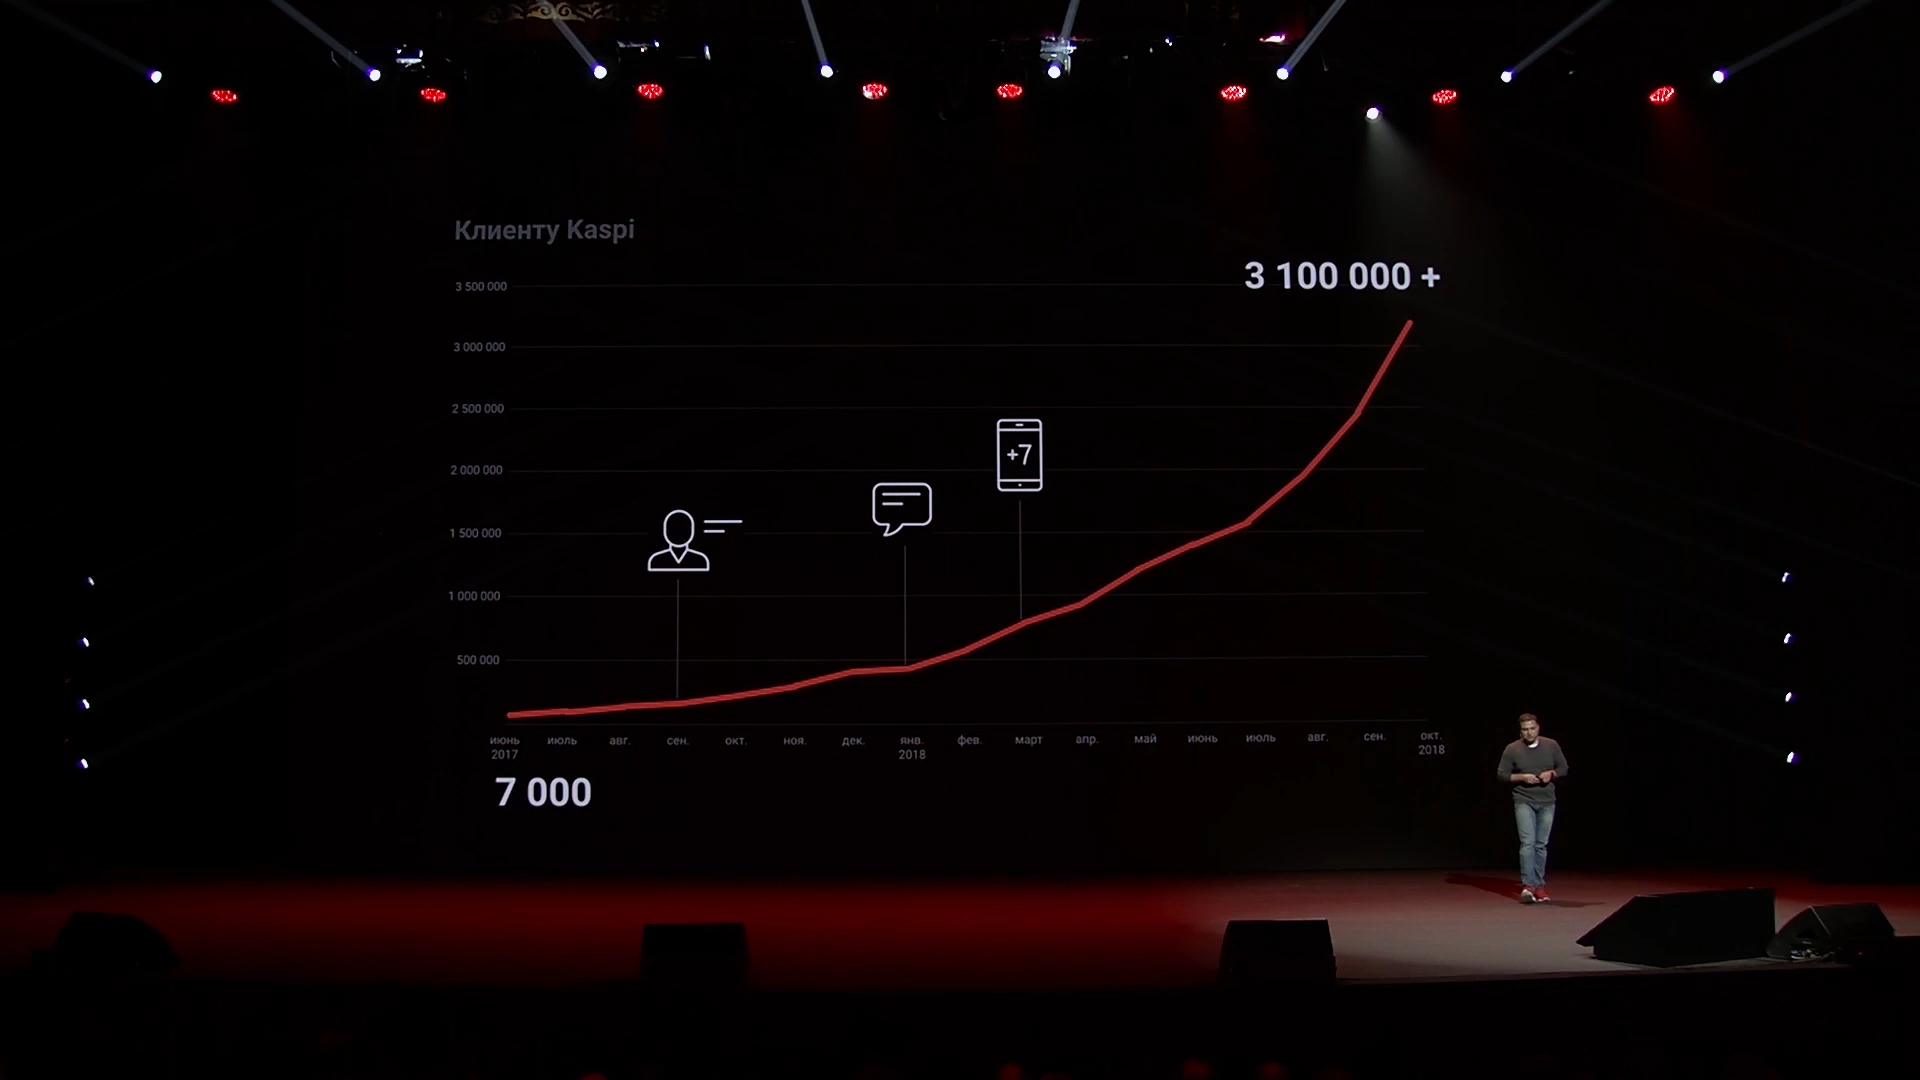 Клиенту Kaspi
3 100 000 +
3 500 000
3 000 000
2 500 000
+7
2 000 000
1 500 000
1 000 000
500 000
июнь 2017
июль
авг.
сен.
окт.
ноя.
дек.
янв. 2018
фев.
март
апр.
май
июнь
июль
авг.
сен.
окт. 2018
7 000